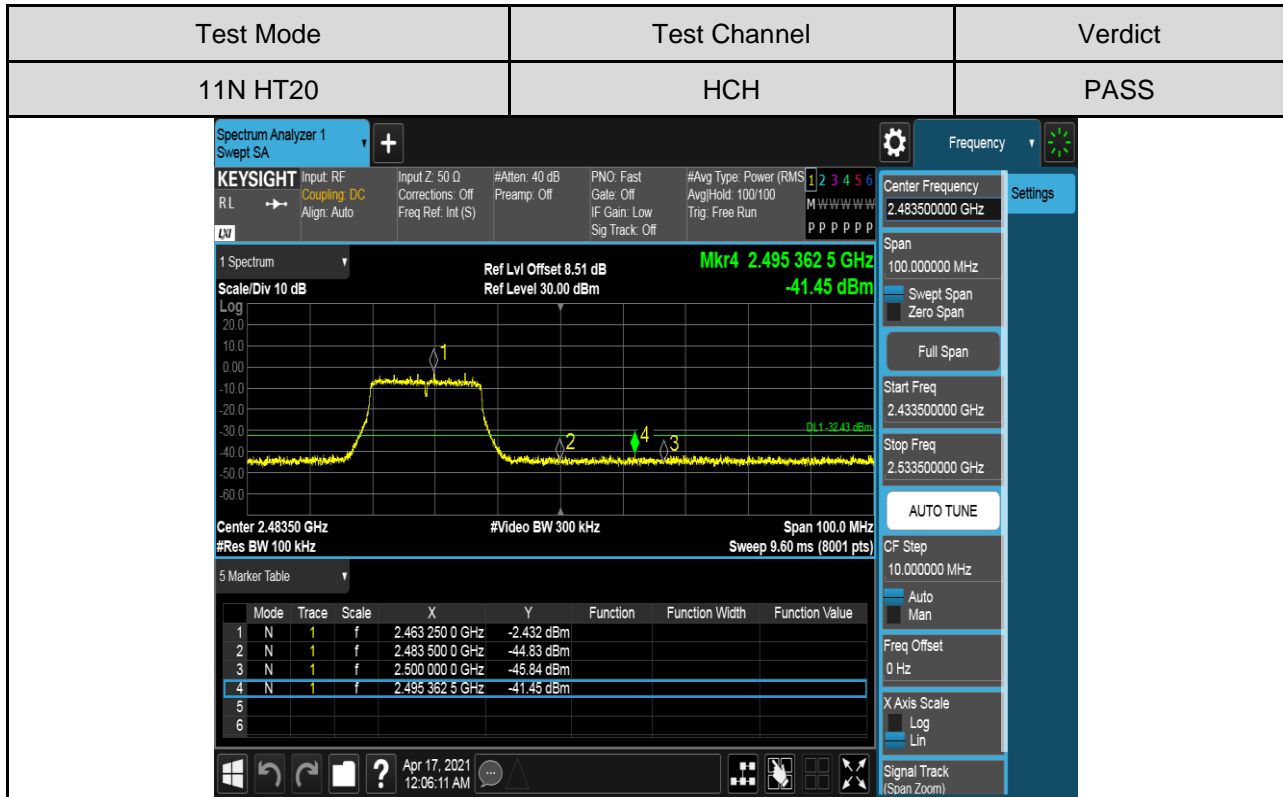 Test Mode Test Channel Verdict
11N HT20 HCH PASS
Spectrum Analyzer 1
Swept SA
+
Frequency
KEYSIGHT
RL
LXI
Input: RF
Coupling: DC
Align: Auto
Input Z: 50 Ω
Corrections: Off
Freq Ref: Int (S)
#Atten: 40 dB
Preamp: Off
PNO: Fast
Gate: Off
IF Gain: Low
Sig Track: Off
#Avg Type: Power (RMS
Avg|Hold: 100/100
Trig: Free Run
1 2 3 4 5 6
M W W W W W
P P P P P P
1 Spectrum
Scale/Div 10 dB
Ref Lvl Offset 8.51 dB
Ref Level 30.00 dBm
Mkr4 2.495 362 5 GHz
-41.45 dBm
Log
20.0
10.0
0.00
-10.0
-20.0
-30.0
-40.0
-50.0
-60.0
1
2
4
3
DL1 -32.43 dBm
Center 2.48350 GHz
#Res BW 100 kHz
#Video BW 300 kHz
Span 100.0 MHz
Sweep 9.60 ms (8001 pts)
5 Marker Table
Mode Trace Scale X Y Function Function Width Function Value
1 N 1 f 2.463 250 0 GHz -2.432 dBm
2 N 1 f 2.483 500 0 GHz -44.83 dBm
3 N 1 f 2.500 000 0 GHz -45.84 dBm
4 N 1 f 2.495 362 5 GHz -41.45 dBm
5
6
?
Apr 17, 2021
12:06:11 AM
Center Frequency
2.483500000 GHz
Settings
Span
100.000000 MHz
Swept Span
Zero Span
Full Span
Start Freq
2.433500000 GHz
Stop Freq
2.533500000 GHz
AUTO TUNE
CF Step
10.000000 MHz
Auto
Man
Freq Offset
0 Hz
X Axis Scale
Log
Lin
Signal Track
(Span Zoom)